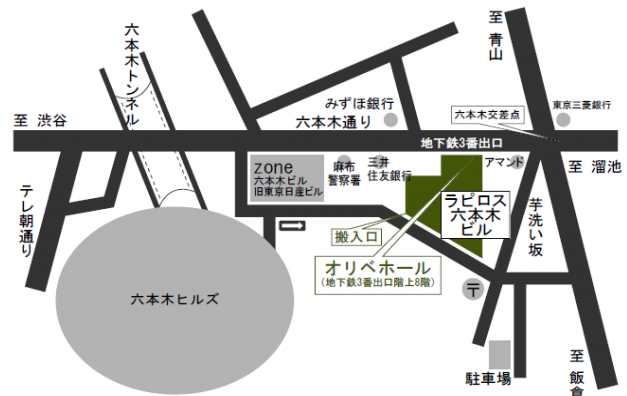 至 青山
六本木トンネル
みずほ銀行
六本木通り
六本木交差点
東京三菱銀行
至 渋谷
地下鉄3番出口
zone
六本木ビル
旧東京日産ビル
麻布
警察署
三井
住友銀行
アマンド
至 溜池
テレ朝通り
ラピロス
六本木
ビル
芋洗い坂
搬入口
オリベホール
(地下鉄3番出口階上8階)
六本木ヒルズ
〒
駐車場
至 飯倉